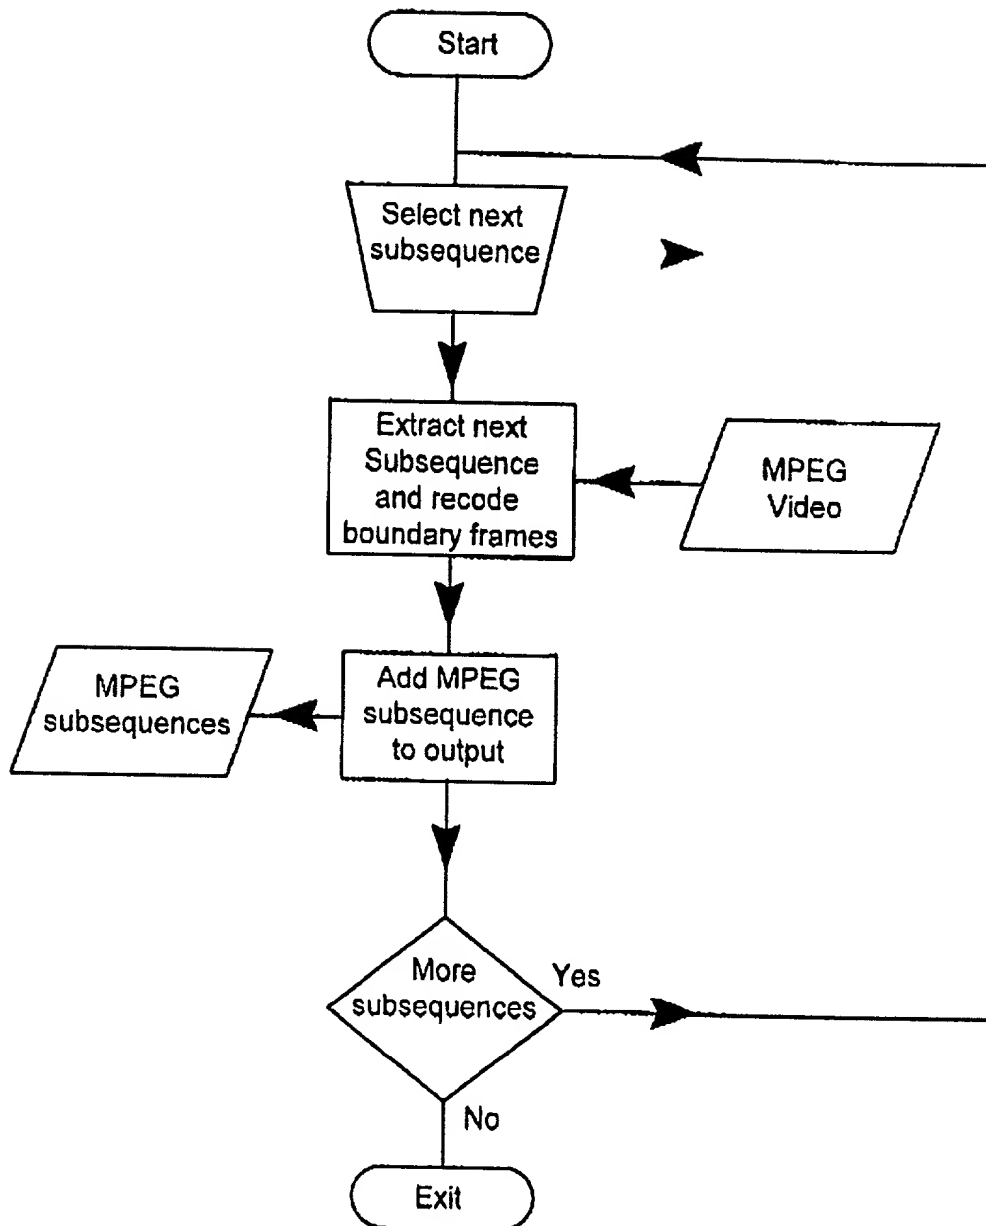 Start
Select next
subsequence
Extract next
Subsequence
and recode
boundary frames
MPEG
Video
MPEG
subsequences
Add MPEG
subsequence
to output
More
subsequences
Yes
No
Exit